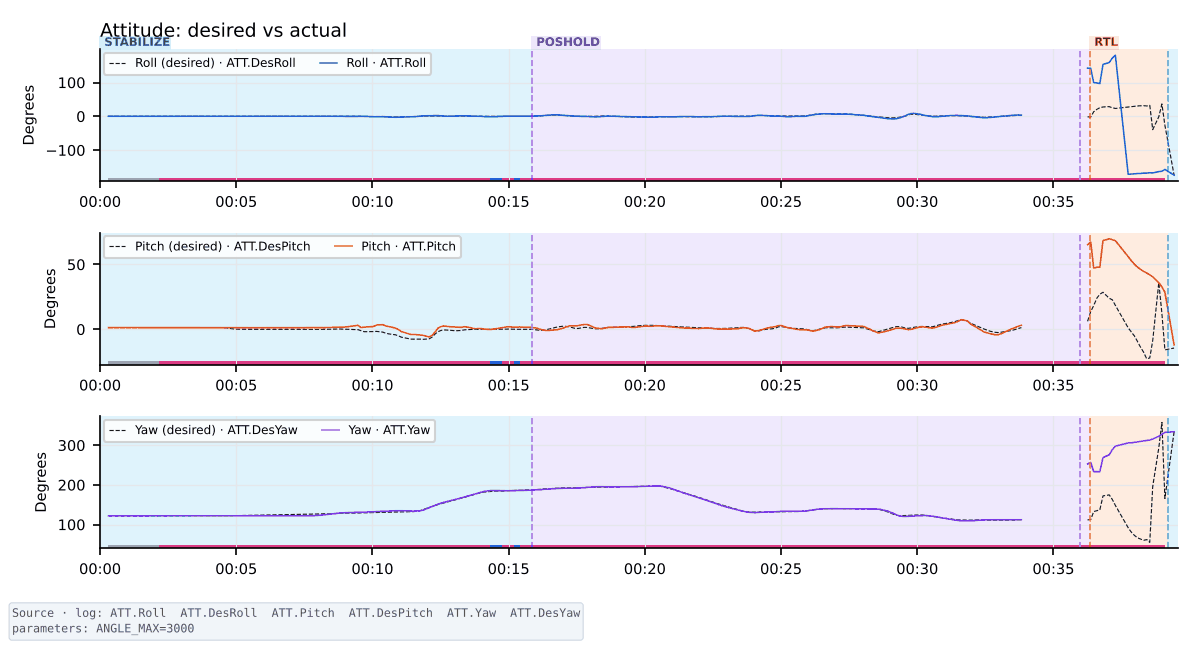 Attitude: desired vs actual
STABILIZE POSHOLD RTL
Roll (desired) · ATT.DesRoll Roll · ATT.Roll
Degrees
100
0
−100
00:00 00:05 00:10 00:15 00:20 00:25 00:30 00:35
Pitch (desired) · ATT.DesPitch Pitch · ATT.Pitch
Degrees
50
0
00:00 00:05 00:10 00:15 00:20 00:25 00:30 00:35
Yaw (desired) · ATT.DesYaw Yaw · ATT.Yaw
Degrees
300
200
100
00:00 00:05 00:10 00:15 00:20 00:25 00:30 00:35
Source · log: ATT.Roll ATT.DesRoll ATT.Pitch ATT.DesPitch ATT.Yaw ATT.DesYaw
parameters: ANGLE_MAX=3000